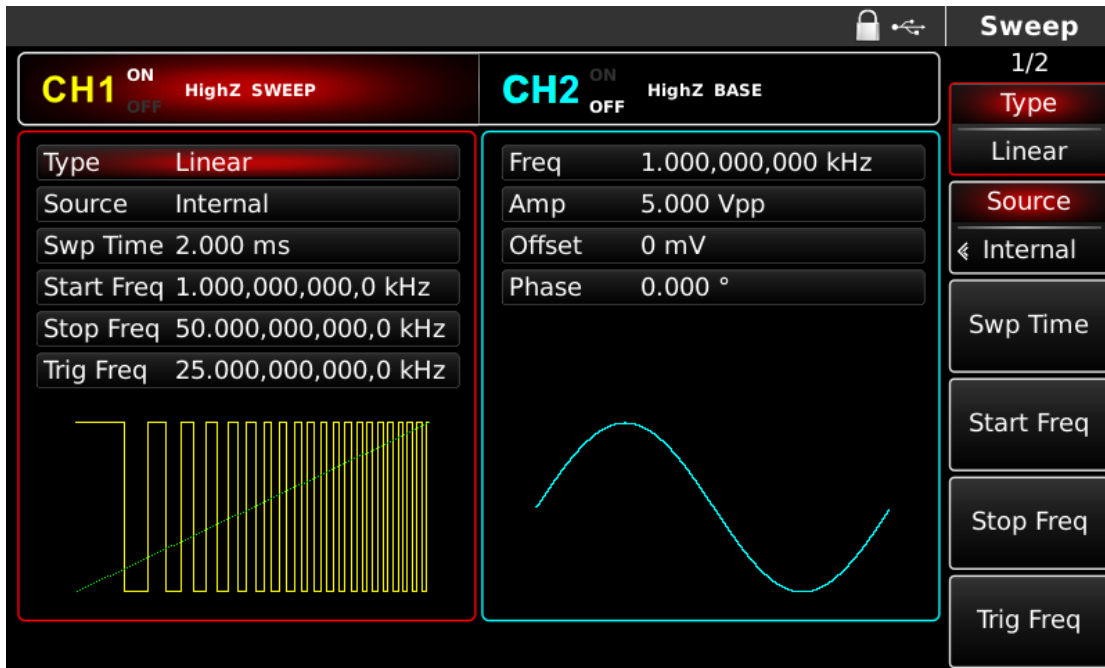 Sweep
1/2
CH1 ON OFF HighZ SWEEP
CH2 ON OFF HighZ BASE
Type Linear
Source Internal
Swp Time 2.000 ms
Start Freq 1.000,000,000,0 kHz
Stop Freq 50.000,000,000,0 kHz
Trig Freq 25.000,000,000,0 kHz
Freq 1.000,000,000 kHz
Amp 5.000 Vpp
Offset 0 mV
Phase 0.000 °
Type
Linear
Source
Internal
Swp Time
Start Freq
Stop Freq
Trig Freq